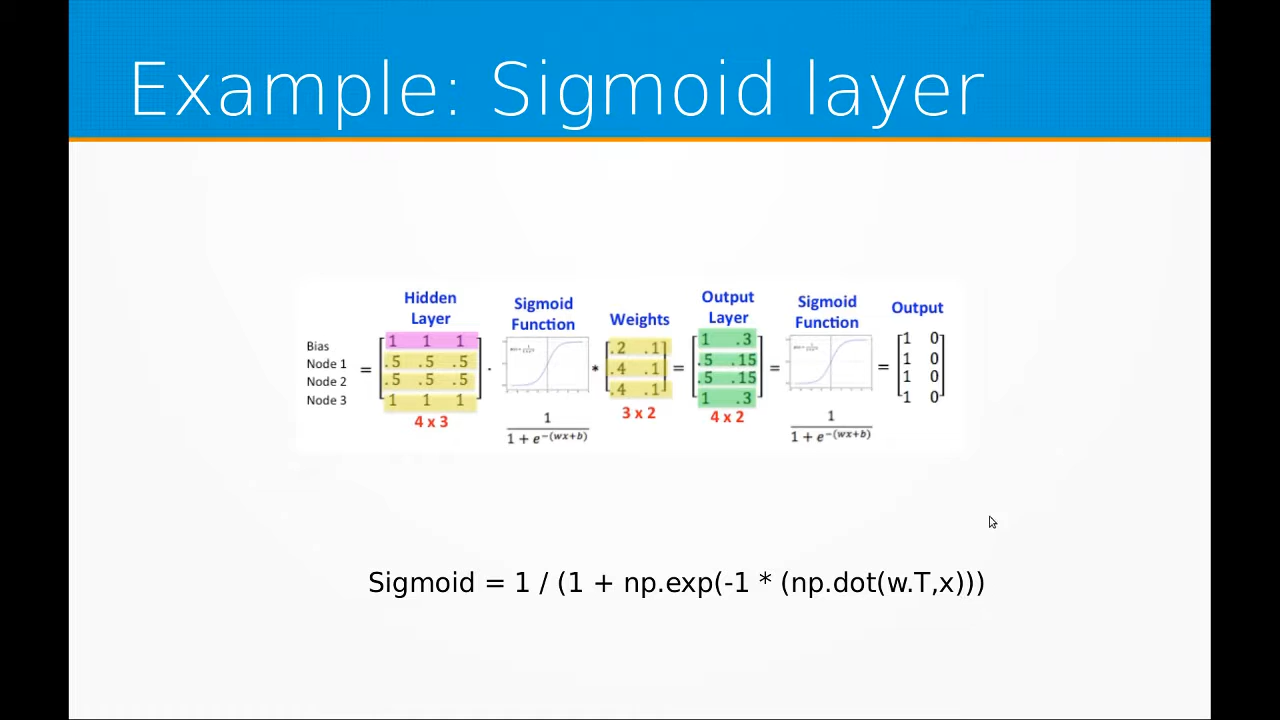 Example: Sigmoid layer
Hidden Layer
Sigmoid Function
Weights
Output Layer
Sigmoid Function
Output
Bias
Node 1
Node 2
Node 3
= [1 1 1
.5 .5 .5
.5 .5 .5
1 1 1]
4 x 3
·
1 / 1 + e^-(wx+b)
*
[.2 .1
.4 .1
.4 .1]
3 x 2
=
[1 .3
.5 .15
.5 .15
1 .3]
4 x 2
=
1 / 1 + e^-(wx+b)
=
[1 0
1 0
1 0
1 0]
Sigmoid = 1 / (1 + np.exp(-1 * (np.dot(w.T,x)))